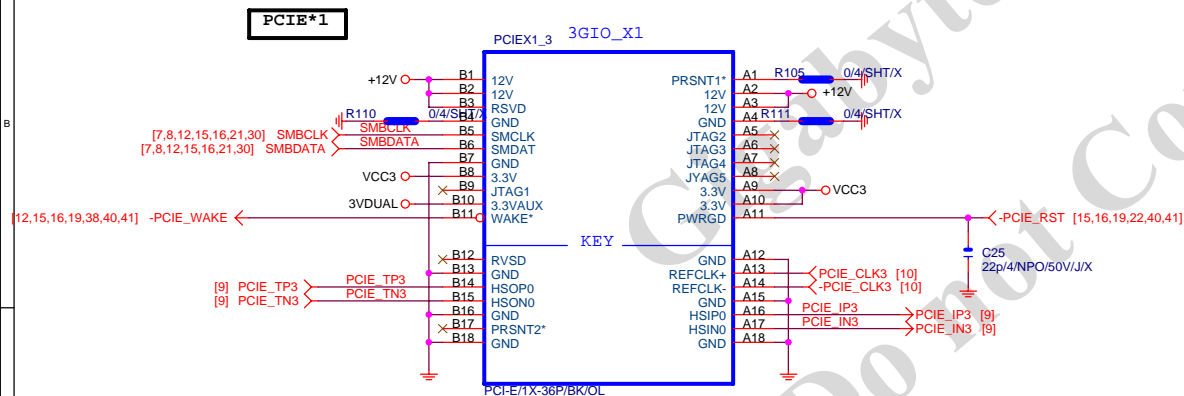 PCIE*1
3GIO_X1
PCIEX1_3
+12V
B1 12V
B2 12V
B3 RSVD
R110 0/4/SHT/X
B4 GND
[7,8,12,15,16,21,30] SMBCLK SMBCLK B5 SMCLK
[7,8,12,15,16,21,30] SMBDATA SMBDATA B6 SMDAT
B7 GND
VCC3 B8 3.3V
B9 JTAG1
3VDUAL B10 3.3VAUX
[12,15,16,19,38,40,41] -PCIE_WAKE B11 WAKE*
KEY
B12 RVSD
B13 GND
[9] PCIE_TP3 PCIE_TP3 B14 HSOP0
[9] PCIE_TN3 PCIE_TN3 B15 HSON0
B16 GND
B17 PRSNT2*
B18 GND
PRSNT1* A1 R105 0/4/SHT/X
12V A2 +12V
12V A3
GND A4 R111 0/4/SHT/X
JTAG2 A5
JTAG3 A6
JTAG4 A7
JYAG5 A8
3.3V A9 VCC3
3.3V A10
PWRGD A11 -PCIE_RST [15,16,19,22,40,41]
C25
22p/4/NPO/50V/J/X
GND A12
REFCLK+ A13 PCIE_CLK3 [10]
REFCLK- A14 -PCIE_CLK3 [10]
GND A15
HSIP0 A16 PCIE_IP3 PCIE_IP3 [9]
HSIN0 A17 PCIE_IN3 PCIE_IN3 [9]
GND A18
PCI-E/1X-36P/BK/OL
B
Gigabyte
Do not Co